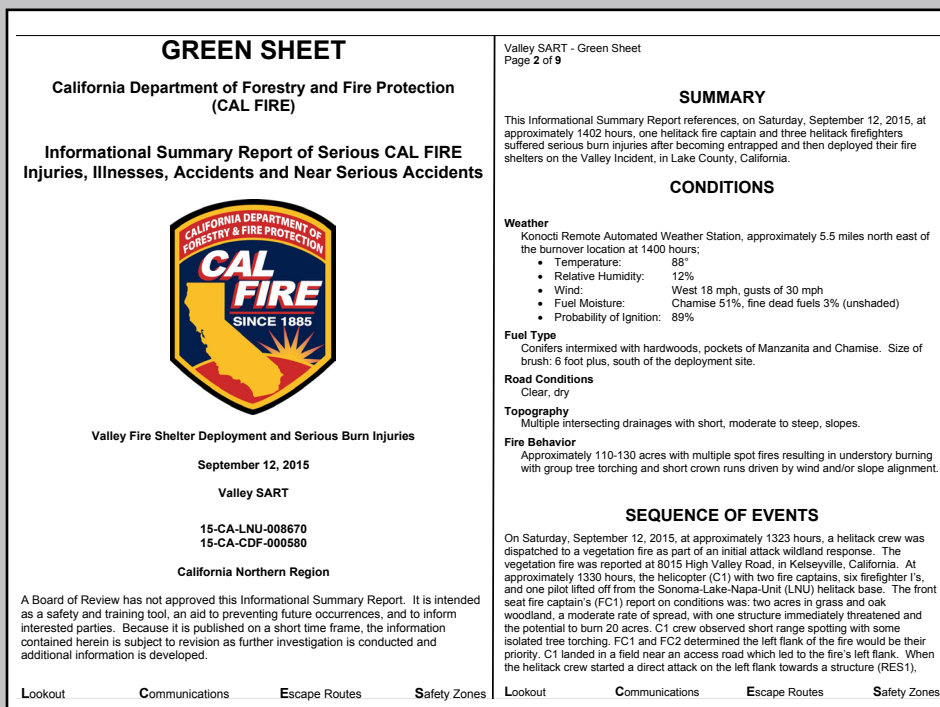 GREEN SHEET
California Department of Forestry and Fire Protection
(CAL FIRE)
Informational Summary Report of Serious CAL FIRE
Injuries, Illnesses, Accidents and Near Serious Accidents
CALIFORNIA DEPARTMENT OF
FORESTRY & FIRE PROTECTION
CAL
FIRE
SINCE 1885
Valley Fire Shelter Deployment and Serious Burn Injuries
September 12, 2015
Valley SART
15-CA-LNU-008670
15-CA-CDF-000580
California Northern Region
A Board of Review has not approved this Informational Summary Report. It is intended
as a safety and training tool, an aid to preventing future occurrences, and to inform
interested parties. Because it is published on a short time frame, the information
contained herein is subject to revision as further investigation is conducted and
additional information is developed.
Lookout Communications Escape Routes Safety Zones
Valley SART - Green Sheet
Page 2 of 9
SUMMARY
This Informational Summary Report references, on Saturday, September 12, 2015, at
approximately 1402 hours, one helitack fire captain and three helitack firefighters
suffered serious burn injuries after becoming entrapped and then deployed their fire
shelters on the Valley Incident, in Lake County, California.
CONDITIONS
Weather
Konocti Remote Automated Weather Station, approximately 5.5 miles north east of
the burnover location at 1400 hours;
• Temperature: 88°
• Relative Humidity: 12%
• Wind: West 18 mph, gusts of 30 mph
• Fuel Moisture: Chamise 51%, fine dead fuels 3% (unshaded)
• Probability of Ignition: 89%
Fuel Type
Conifers intermixed with hardwoods, pockets of Manzanita and Chamise. Size of
brush: 6 foot plus, south of the deployment site.
Road Conditions
Clear, dry
Topography
Multiple intersecting drainages with short, moderate to steep, slopes.
Fire Behavior
Approximately 110-130 acres with multiple spot fires resulting in understory burning
with group tree torching and short crown runs driven by wind and/or slope alignment.
SEQUENCE OF EVENTS
On Saturday, September 12, 2015, at approximately 1323 hours, a helitack crew was
dispatched to a vegetation fire as part of an initial attack wildland response. The
vegetation fire was reported at 8015 High Valley Road, in Kelseyville, California. At
approximately 1330 hours, the helicopter (C1) with two fire captains, six firefighter I's,
and one pilot lifted off from the Sonoma-Lake-Napa-Unit (LNU) helitack base. The front
seat fire captain's (FC1) report on conditions was: two acres in grass and oak
woodland, a moderate rate of spread, with one structure immediately threatened and
the potential to burn 20 acres. C1 crew observed short range spotting with some
isolated tree torching. FC1 and FC2 determined the left flank of the fire would be their
priority. C1 landed in a field near an access road which led to the fire's left flank. When
the helitack crew started a direct attack on the left flank towards a structure (RES1),
Lookout Communications Escape Routes Safety Zones